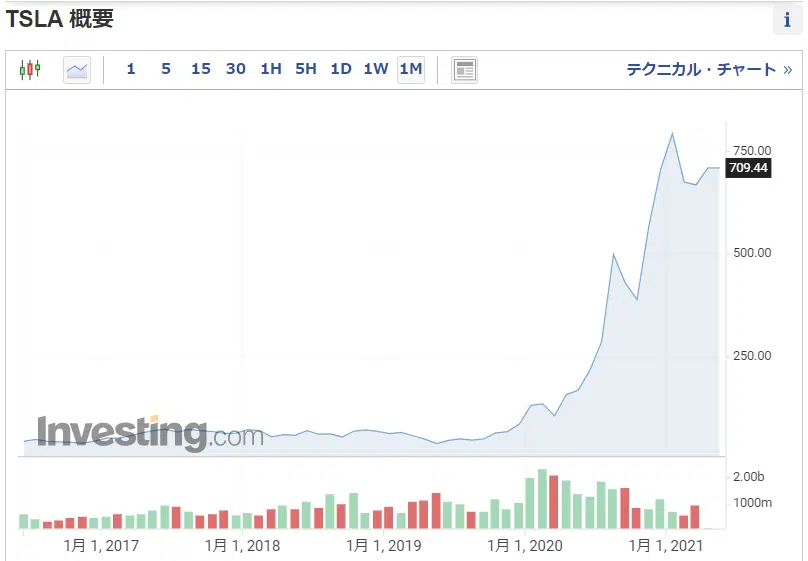 TSLA 概要
i
1 5 15 30 1H 5H 1D 1W 1M
テクニカル・チャート »
750.00
709.44
500.00
250.00
Investing.com
2.00b
1000m
1月 1, 2017 1月 1, 2018 1月 1, 2019 1月 1, 2020 1月 1, 2021